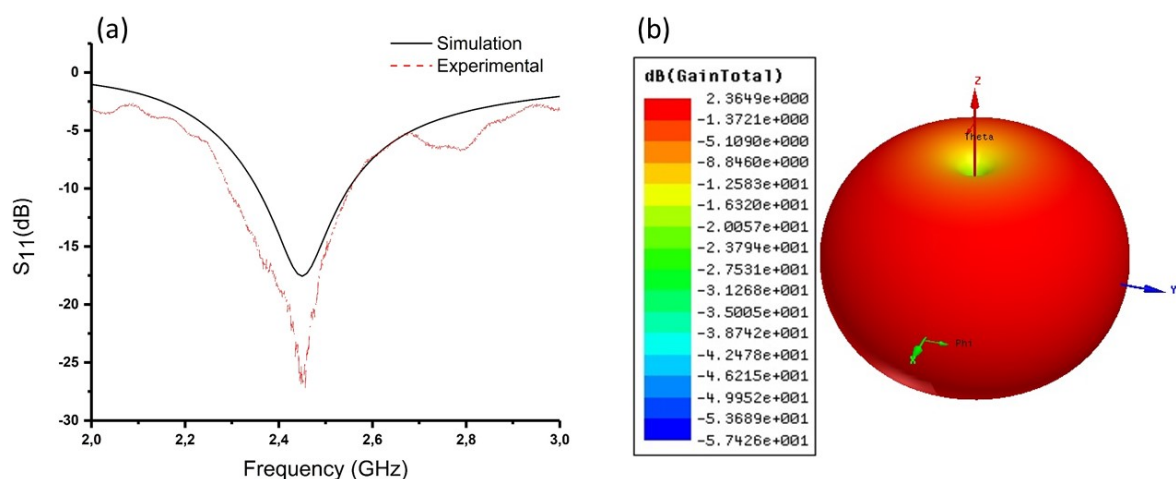 (a)
Simulation
Experimental
0
-5
-10
-15
-20
-25
-30
S11(dB)
2,0
2,2
2,4
2,6
2,8
3,0
Frequency (GHz)
(b)
dB(GainTotal)
2.3649e+000
-1.3721e+000
-5.1090e+000
-8.8460e+000
-1.2583e+001
-1.6320e+001
-2.0057e+001
-2.3794e+001
-2.7531e+001
-3.1268e+001
-3.5005e+001
-3.8742e+001
-4.2478e+001
-4.6215e+001
-4.9952e+001
-5.3689e+001
-5.7426e+001
Z
Theta
Y
Phi
X